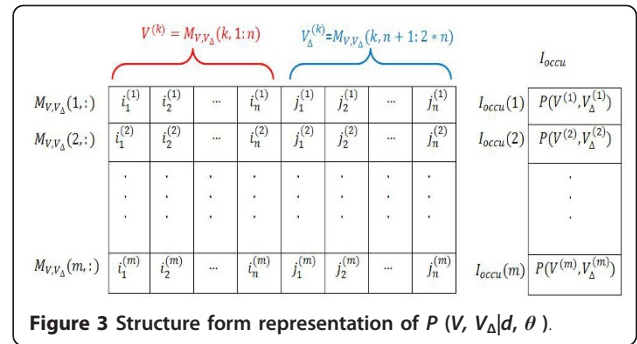 V^(k) = M_{V,V_Δ}(k, 1: n)    V_Δ^(k)=M_{V,V_Δ}(k, n + 1: 2 * n)
I_occu
M_{V,V_Δ}(1,:)    i_1^(1)    i_2^(1)    ...    i_n^(1)    j_1^(1)    j_2^(1)    ...    j_n^(1)    I_occu(1)    P(V^(1),V_Δ^(1))
M_{V,V_Δ}(2,:)    i_1^(2)    i_2^(2)    ...    i_n^(2)    j_1^(2)    j_2^(2)    ...    j_n^(2)    I_occu(2)    P(V^(2),V_Δ^(2))
.    .    .    .    .    .    .    .    .
.    .    .    .    .    .    .    .    .
.    .    .    .    .    .    .    .    .
M_{V,V_Δ}(m,:)    i_1^(m)    i_2^(m)    ...    i_n^(m)    j_1^(m)    j_2^(m)    ...    j_n^(m)    I_occu(m)    P(V^(m),V_Δ^(m))
Figure 3 Structure form representation of P (V, V_Δ|d, θ ).